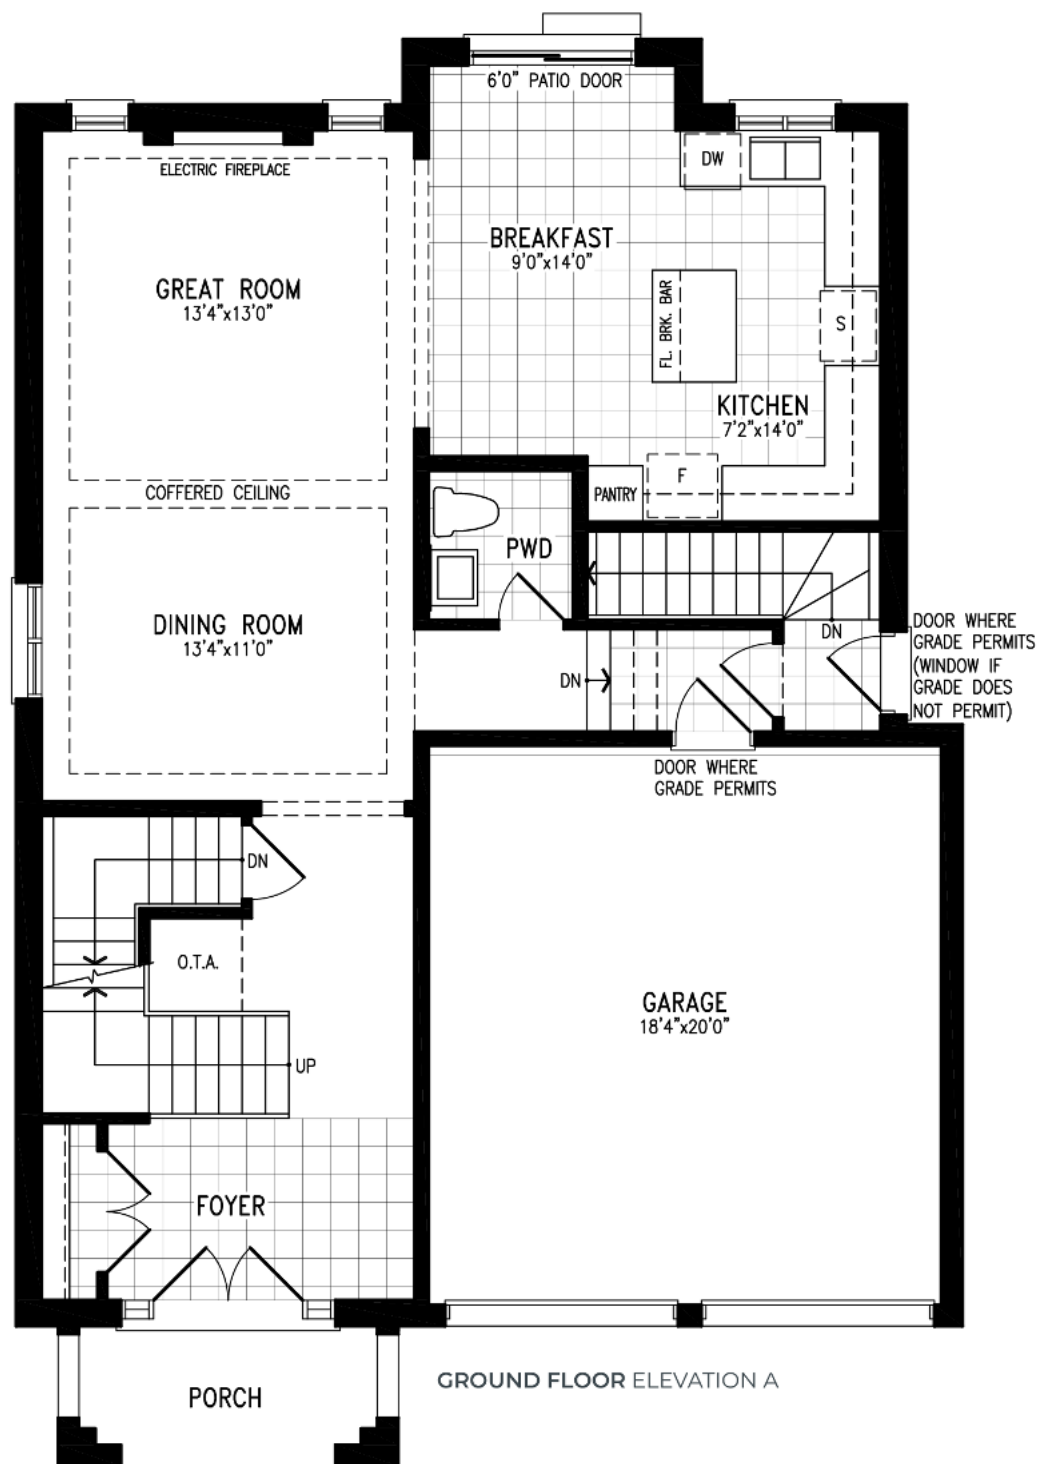 6'0" PATIO DOOR
ELECTRIC FIREPLACE
DW
BREAKFAST
9'0"x14'0"
GREAT ROOM
13'4"x13'0"
FL. BRK. BAR
S
KITCHEN
7'2"x14'0"
COFFERED CEILING
PANTRY
F
PWD
DINING ROOM
13'4"x11'0"
DN
DOOR WHERE
GRADE PERMITS
(WINDOW IF
GRADE DOES
NOT PERMIT)
DN
DOOR WHERE
GRADE PERMITS
DN
O.T.A.
GARAGE
18'4"x20'0"
UP
FOYER
GROUND FLOOR ELEVATION A
PORCH